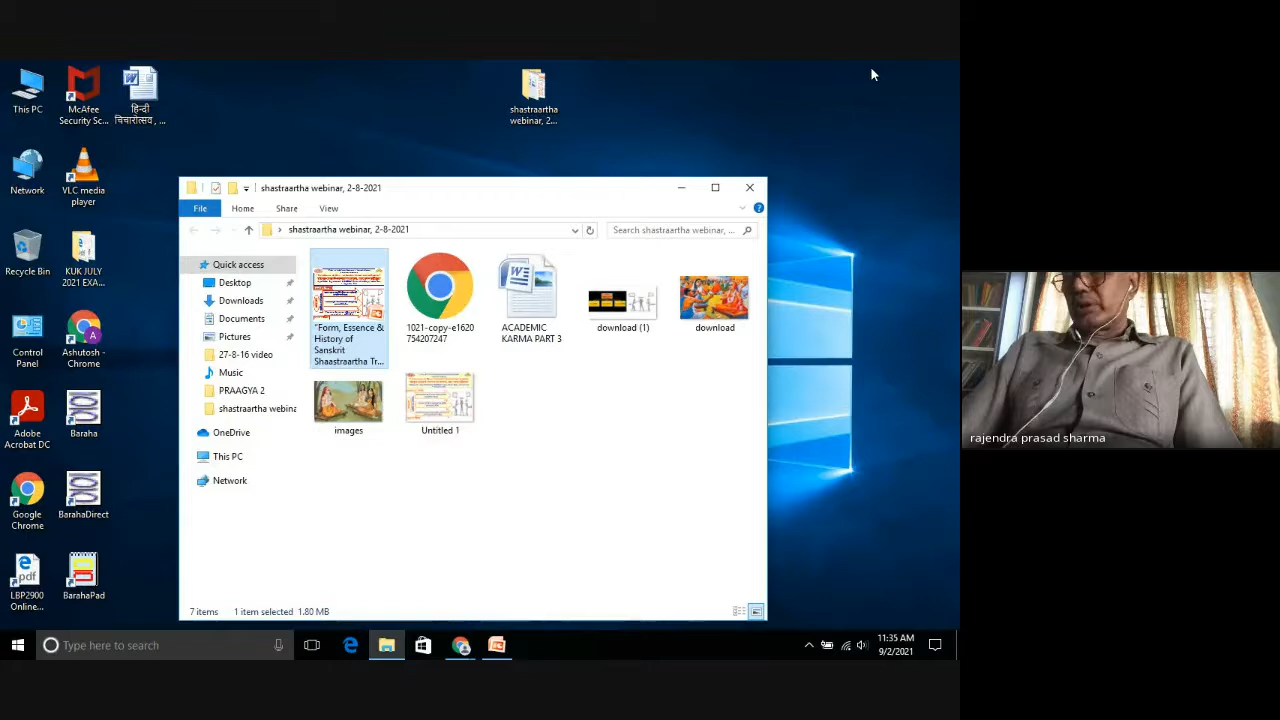 This PC
McAfee
Security Sc...
हिन्दी
विचारोत्सव , ...
shastraartha
webinar, 2...
Network
VLC media
player
Recycle Bin
KUK JULY
2021 EXA...
Control
Panel
Ashutosh -
Chrome
Adobe
Acrobat DC
Baraha
Google
Chrome
BarahaDirect
LBP2900
Online...
BarahaPad
shastraartha webinar, 2-8-2021
File Home Share View
shastraartha webinar, 2-8-2021
Search shastraartha webinar, ...
Quick access
Desktop
Downloads
Documents
Pictures
27-8-16 video
Music
PRAAGYA 2
shastraartha webina
OneDrive
This PC
Network
"Form, Essence &
History of
Sanskrit
Shaastraartha Tr...
1021-copy-e1620
754207247
ACADEMIC
KARMA PART 3
download (1)
download
images
Untitled 1
7 items 1 item selected 1.80 MB
Type here to search
11:35 AM
9/2/2021
rajendra prasad sharma